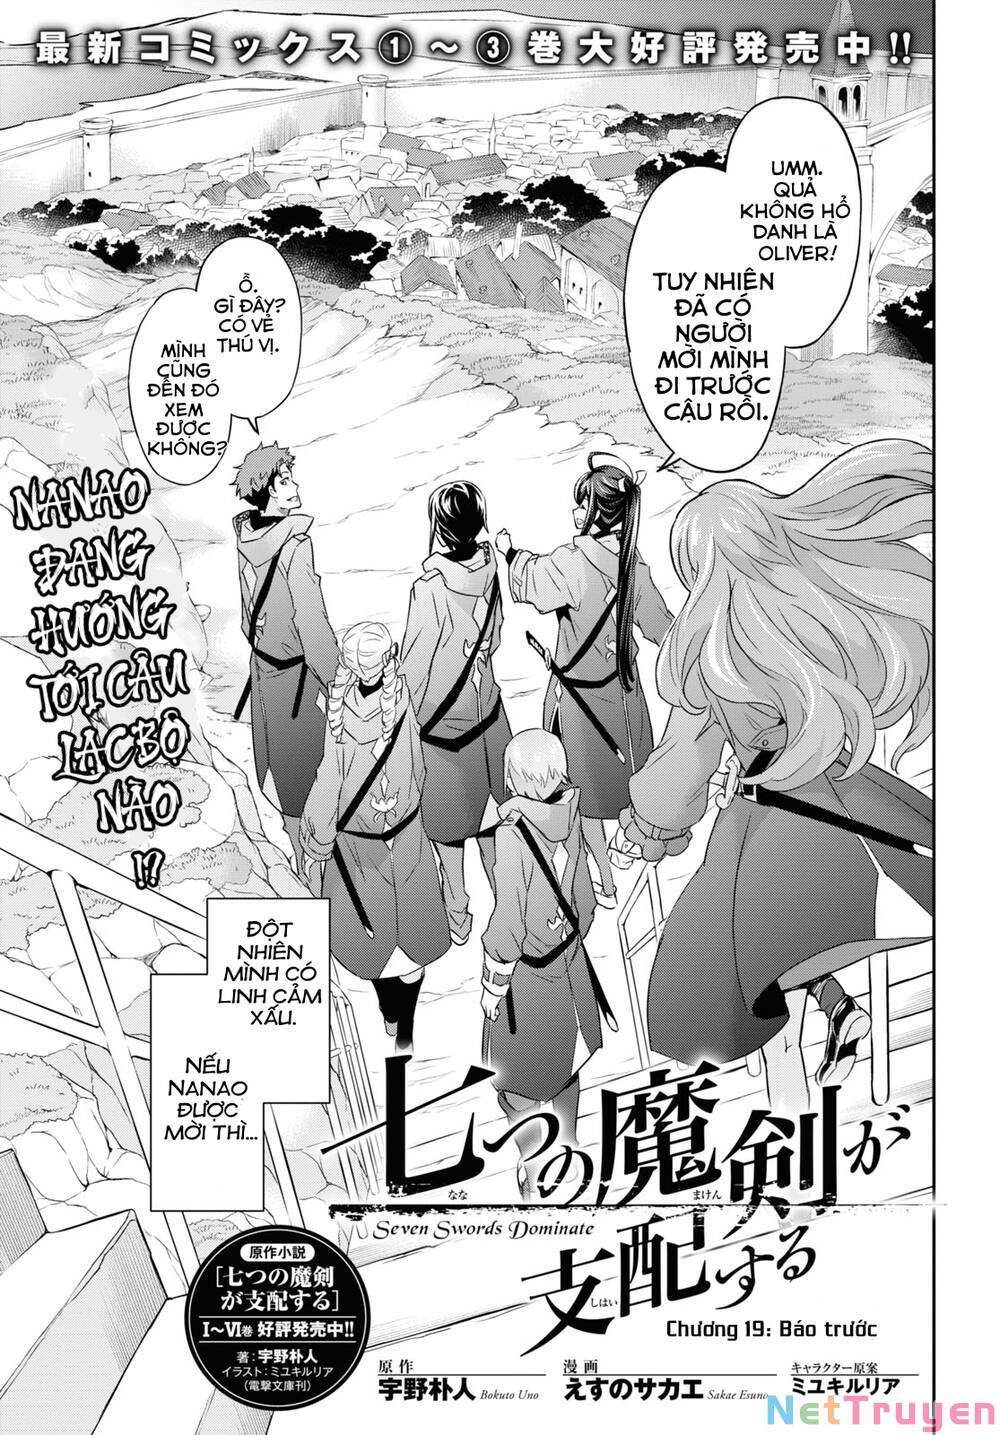 最新コミックス①～③巻大好評発売中!!
UMM.
QUẢ
KHÔNG HỔ
DANH LÀ
OLIVER!
TUY NHIÊN
ĐÃ CÓ
NGƯỜI
MỜI MÌNH
ĐI TRƯỚC
CẬU RỒI.
Ồ.
GÌ ĐÂY?
CÓ VẺ
THÚ VỊ.
MÌNH
CŨNG
ĐẾN ĐÓ
XEM
ĐƯỢC
KHÔNG?
NANAO
ĐANG
HƯỚNG
TỚI CÂU
LẠC BỘ
NÀO
!?
ĐỘT
NHIÊN
MÌNH CÓ
LINH CẢM
XẤU.
NẾU
NANAO
ĐƯỢC
MỜI THÌ...
七つの魔剣が
なな
まけん
Seven Swords Dominate
支配する
しはい
Chương 19: Báo trước
原作小説
[七つの魔剣
が支配する]
I～VI巻 好評発売中!!
著：宇野朴人
イラスト：ミユキルリア
（電撃文庫刊）
原作
宇野朴人 Bokuto Uno
漫画
えすのサカエ Sakae Esuno
キャラクター原案
ミユキルリア
NetTruyen